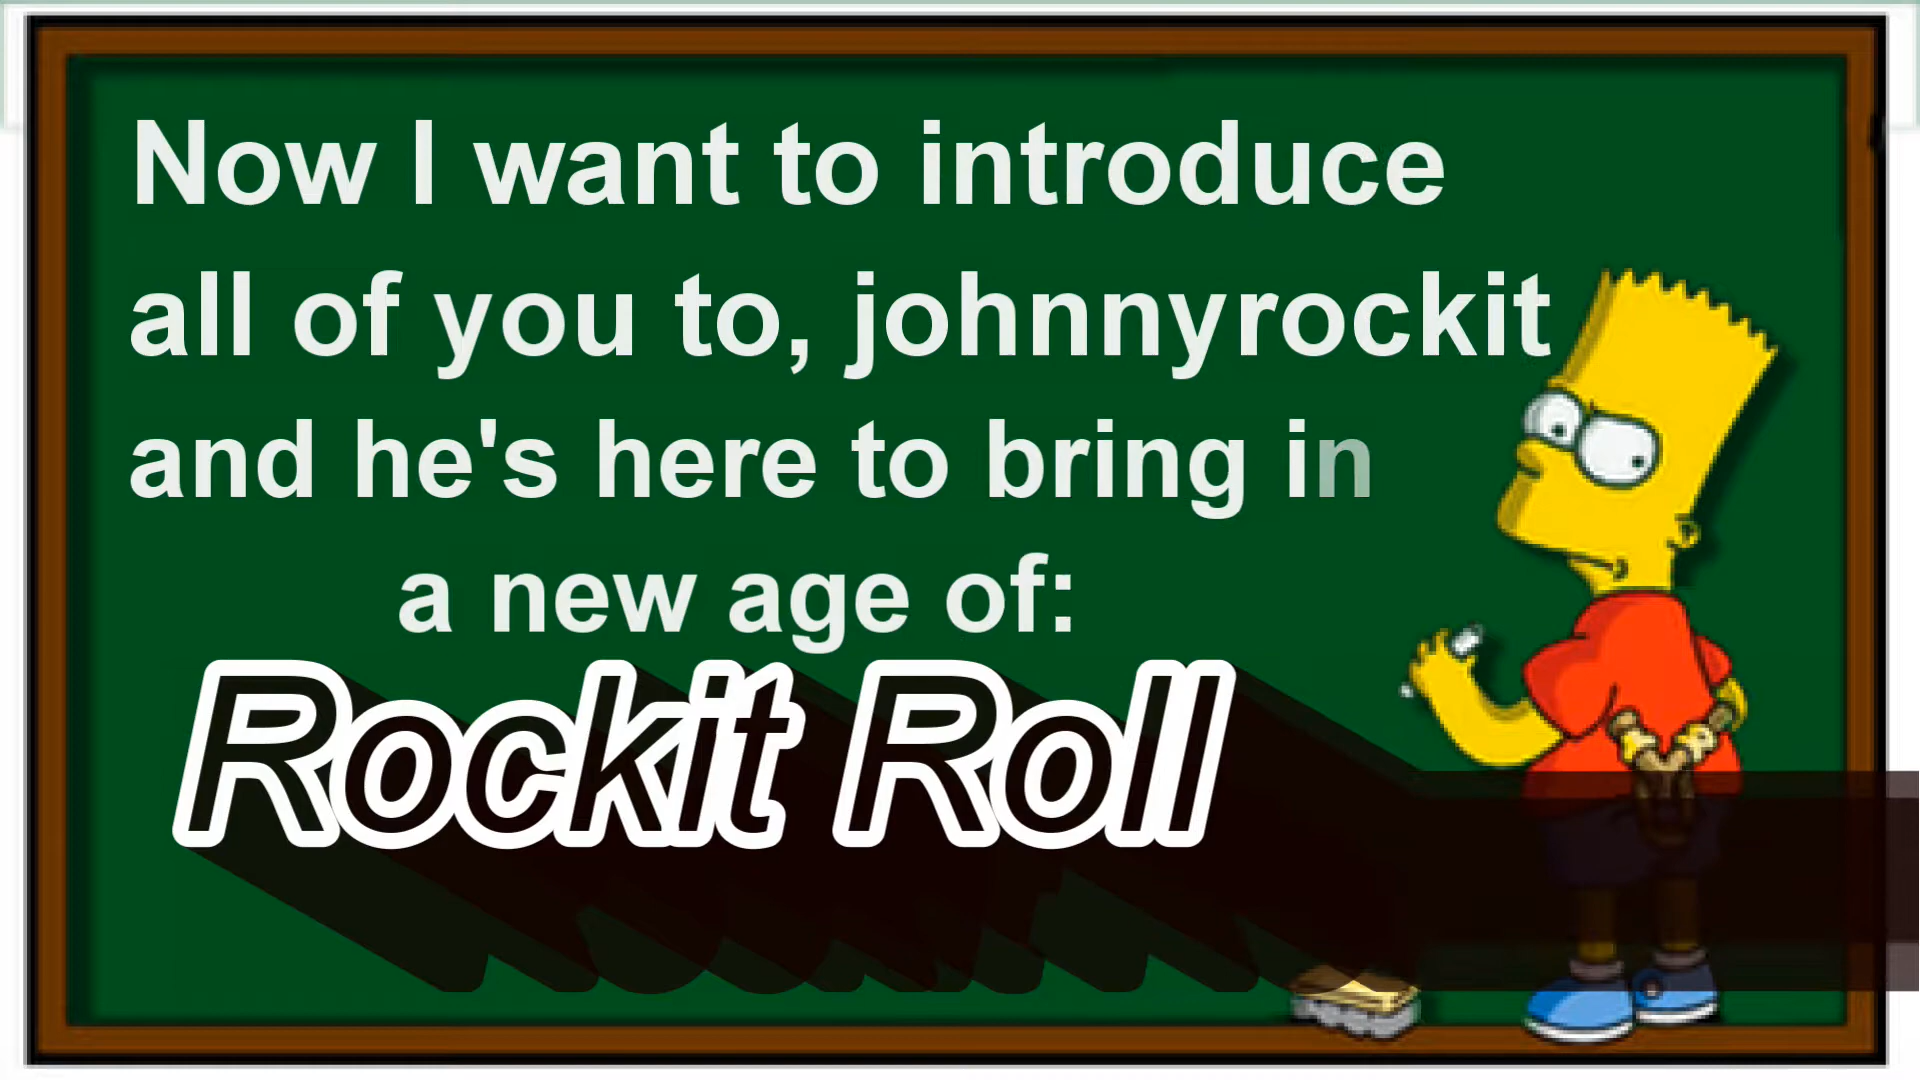 Now I want to introduce
all of you to, johnnyrockit
and he's here to bring in
a new age of:
Rockit Roll